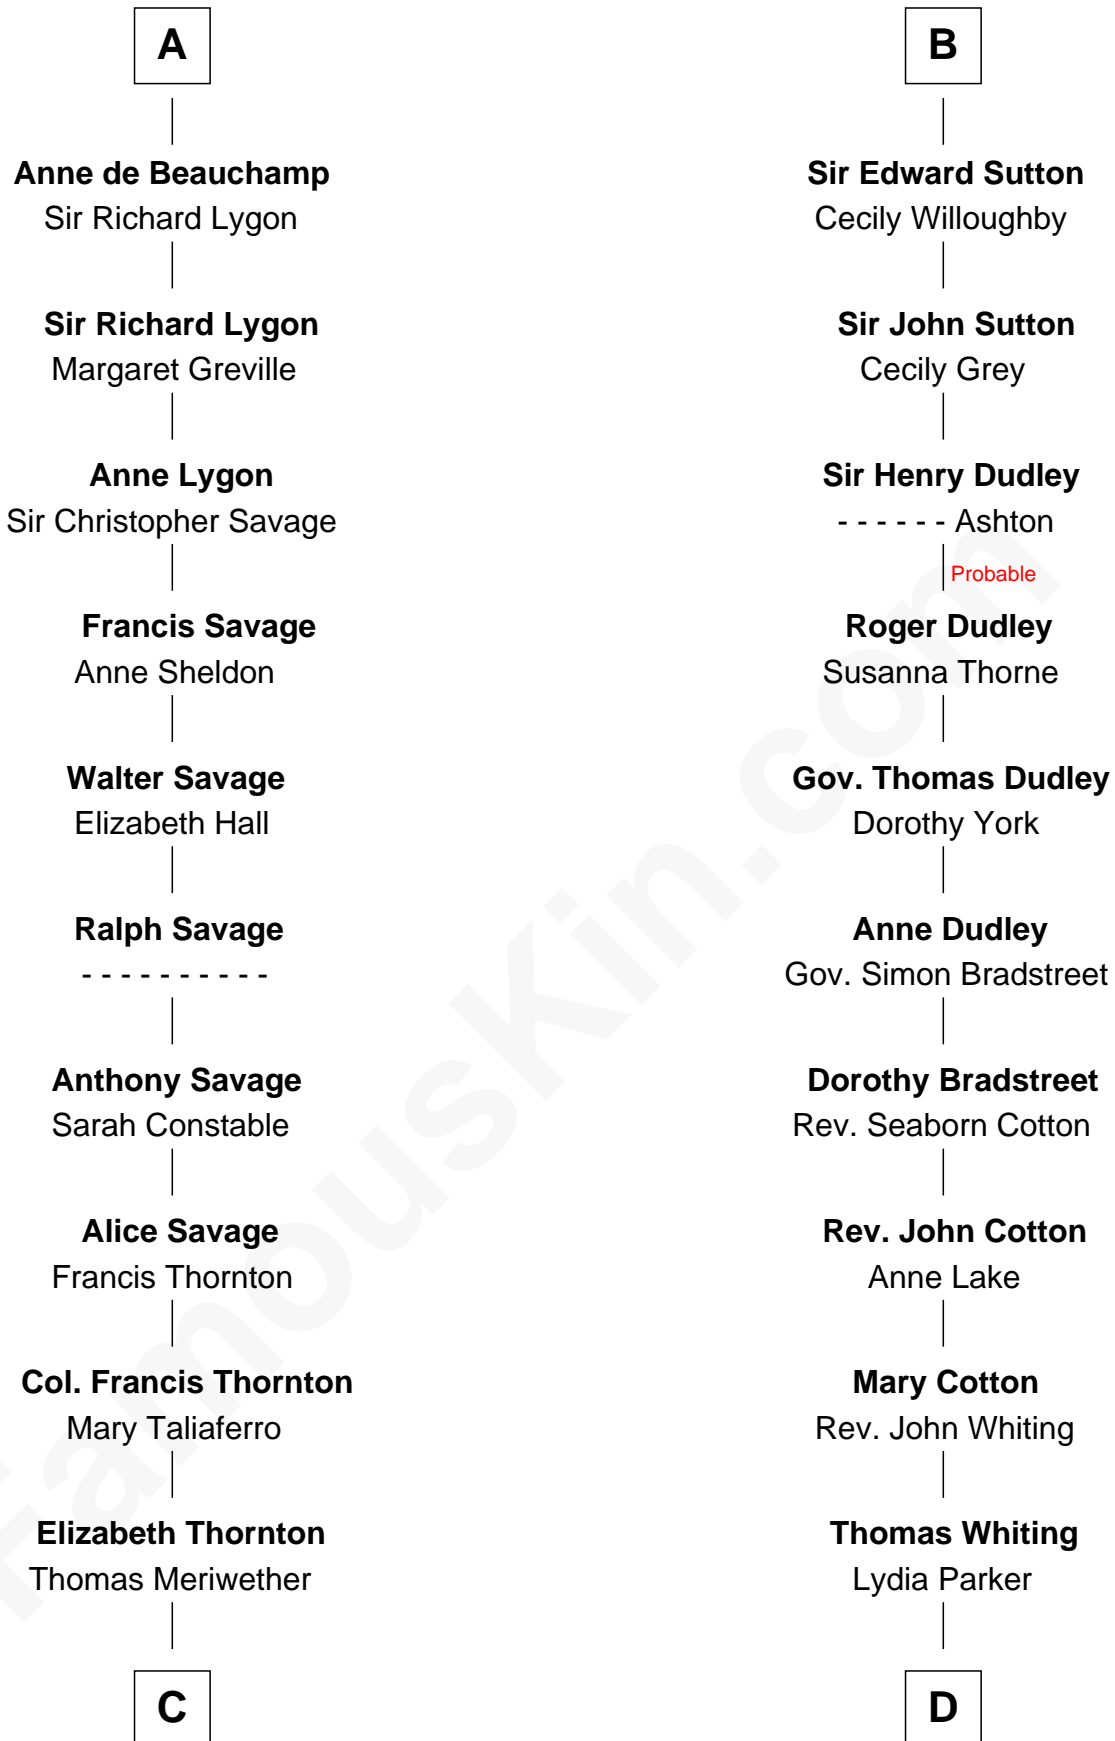 A
Anne de Beauchamp
Sir Richard Lygon
Sir Richard Lygon
Margaret Greville
Anne Lygon
Sir Christopher Savage
Francis Savage
Anne Sheldon
Walter Savage
Elizabeth Hall
Ralph Savage
- - - - - - - - - -
Anthony Savage
Sarah Constable
Alice Savage
Francis Thornton
Col. Francis Thornton
Mary Taliaferro
Elizabeth Thornton
Thomas Meriwether
C
B
Sir Edward Sutton
Cecily Willoughby
Sir John Sutton
Cecily Grey
Sir Henry Dudley
- - - - - - Ashton
Probable
Roger Dudley
Susanna Thorne
Gov. Thomas Dudley
Dorothy York
Anne Dudley
Gov. Simon Bradstreet
Dorothy Bradstreet
Rev. Seaborn Cotton
Rev. John Cotton
Anne Lake
Mary Cotton
Rev. John Whiting
Thomas Whiting
Lydia Parker
D
FamousKin.com